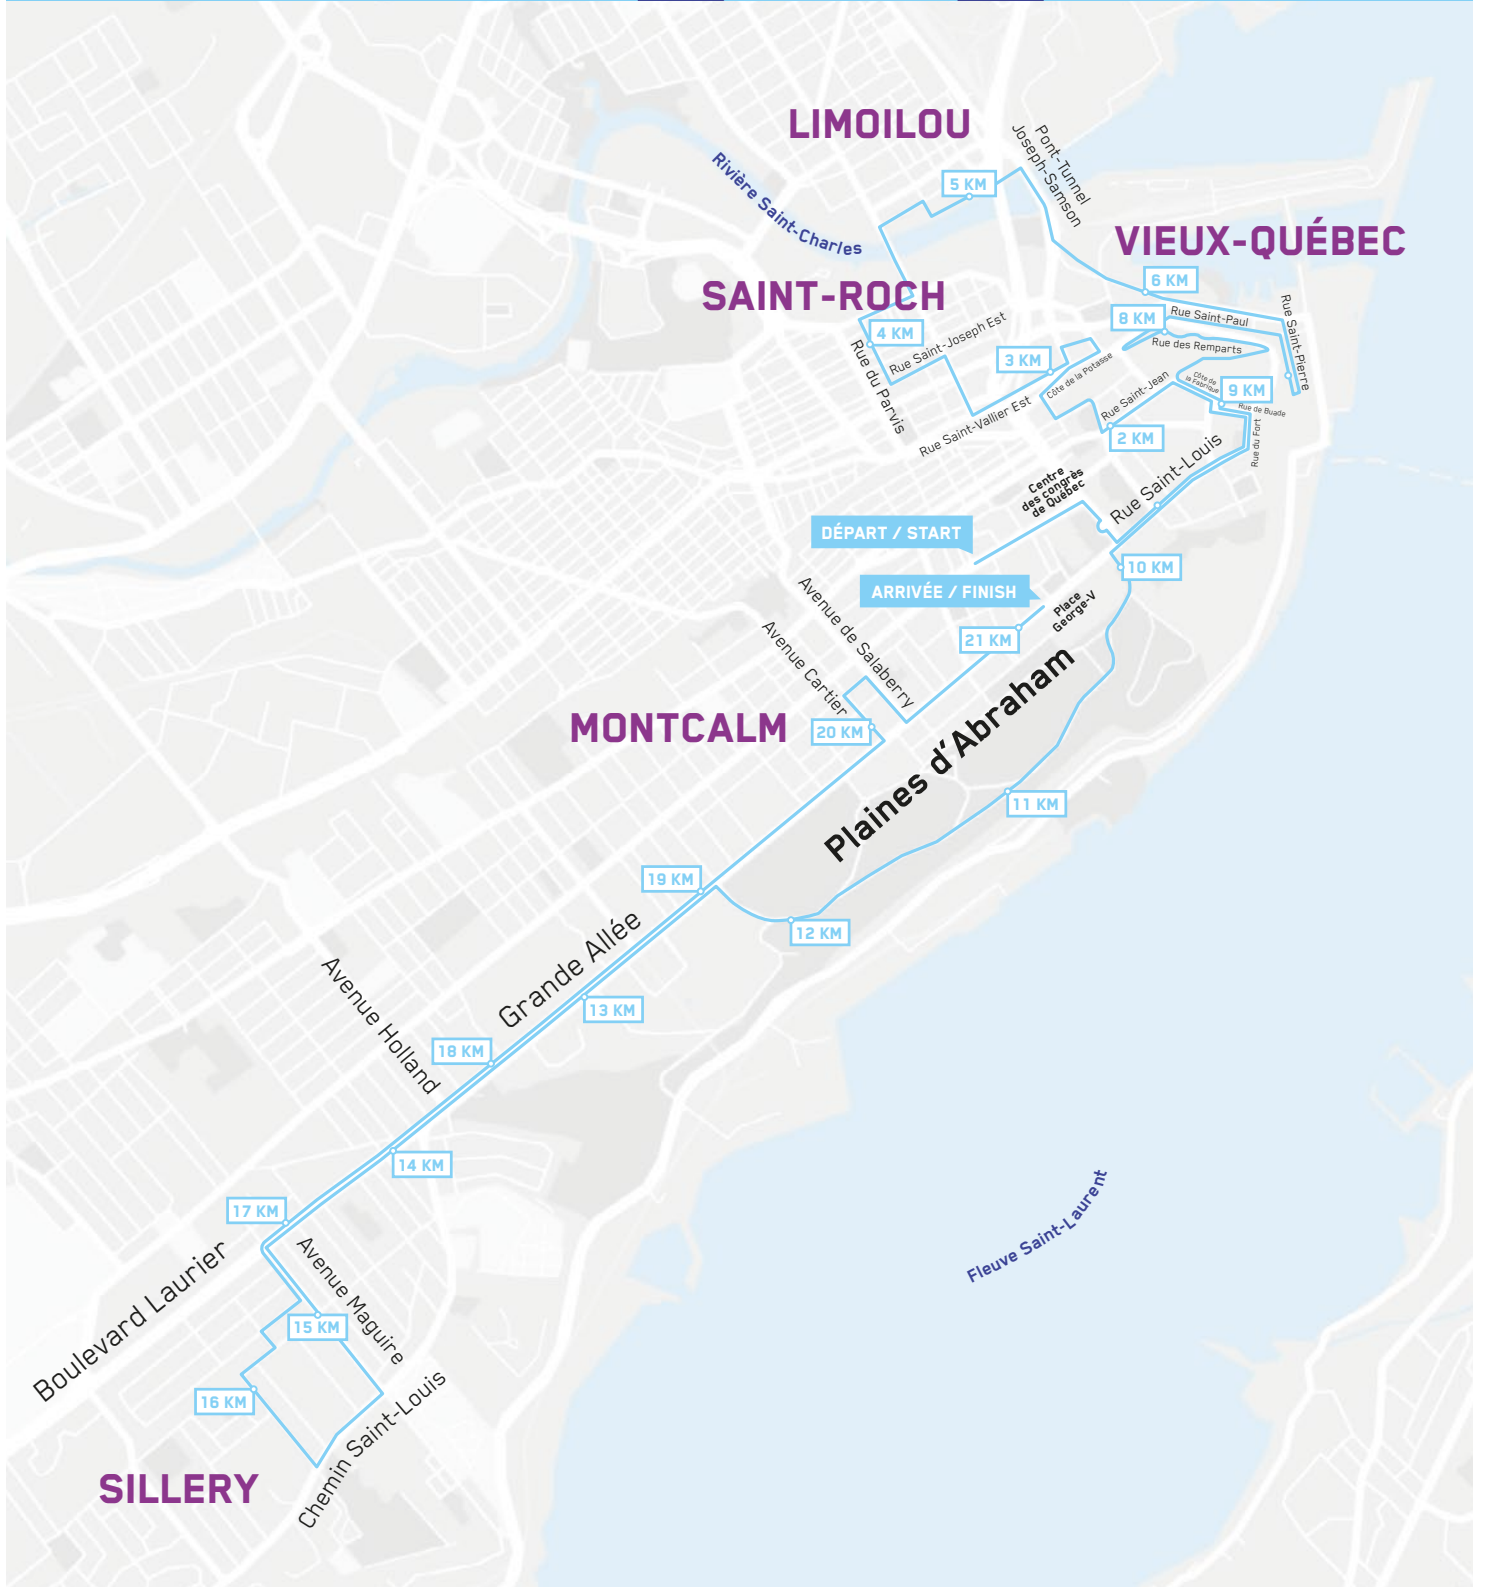 LIMOILOU
Pont-Tunnel
Joseph-Samson
Rivière Saint-Charles
5 KM
VIEUX-QUÉBEC
6 KM
SAINT-ROCH
8 KM
Rue Saint-Paul
Rue Saint-Pierre
4 KM
Rue Saint-Joseph Est
Rue des Remparts
3 KM
Côte de la Potasse
Rue du Parvis
Côte de
la Fabrique
9 KM
Rue Saint-Jean
Rue de Buade
Rue Saint-Vallier Est
2 KM
Rue du Fort
Rue Saint-Louis
Centre
des congrès
de Québec
DÉPART / START
10 KM
ARRIVÉE / FINISH
Place
George-V
21 KM
Avenue de Salaberry
Avenue Cartier
MONTCALM
20 KM
Plaines d'Abraham
11 KM
19 KM
12 KM
Grande Allée
13 KM
Avenue Holland
18 KM
14 KM
17 KM
Fleuve Saint-Laurent
Boulevard Laurier
Avenue Maguire
15 KM
16 KM
Chemin Saint-Louis
SILLERY